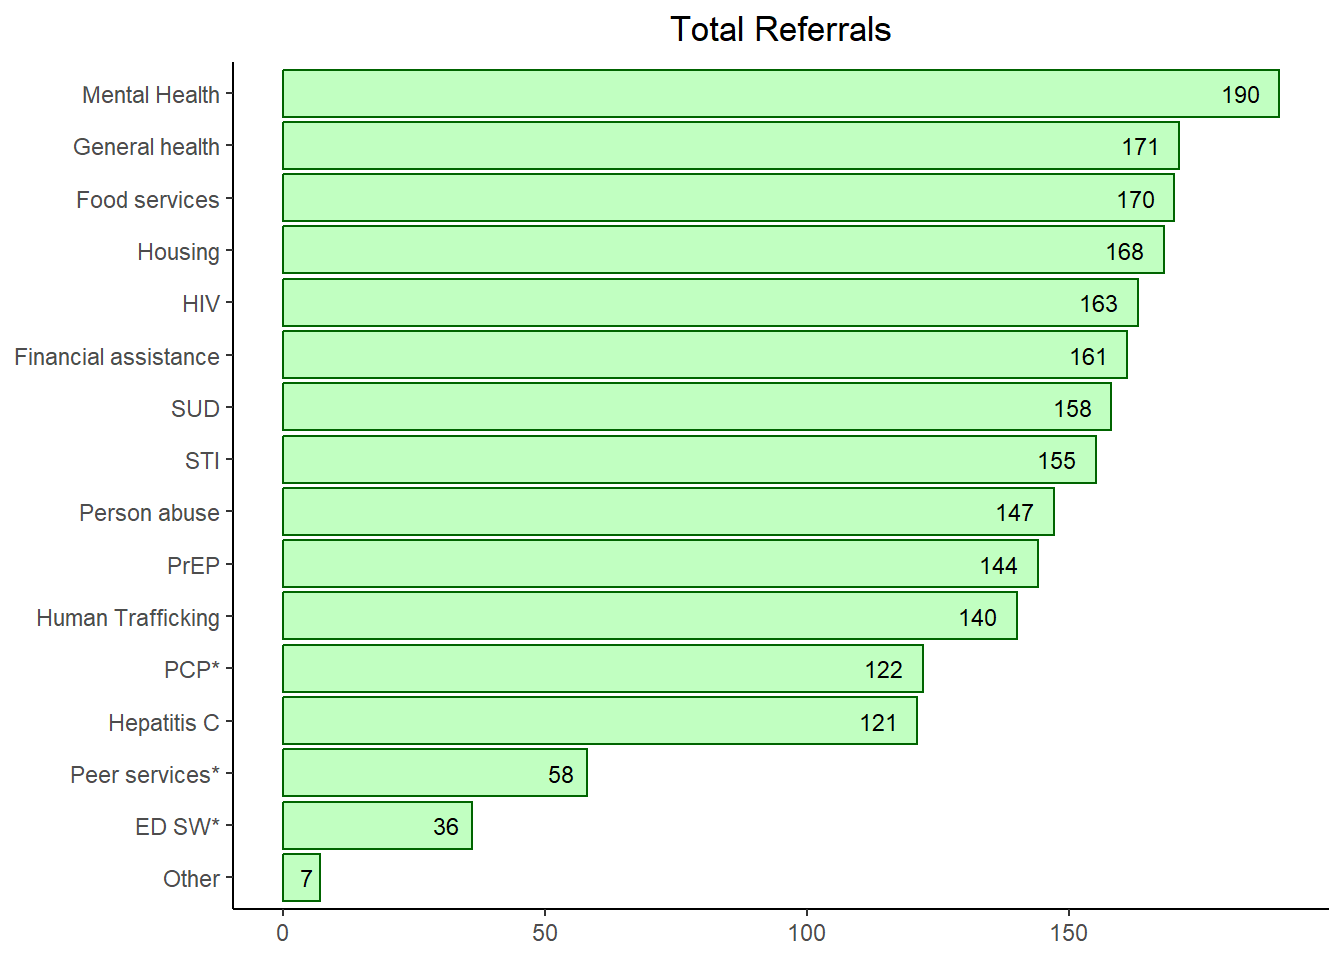 Total Referrals
Mental Health 190
General health 171
Food services 170
Housing 168
HIV 163
Financial assistance 161
SUD 158
STI 155
Person abuse 147
PrEP 144
Human Trafficking 140
PCP* 122
Hepatitis C 121
Peer services* 58
ED SW* 36
Other 7
0 50 100 150